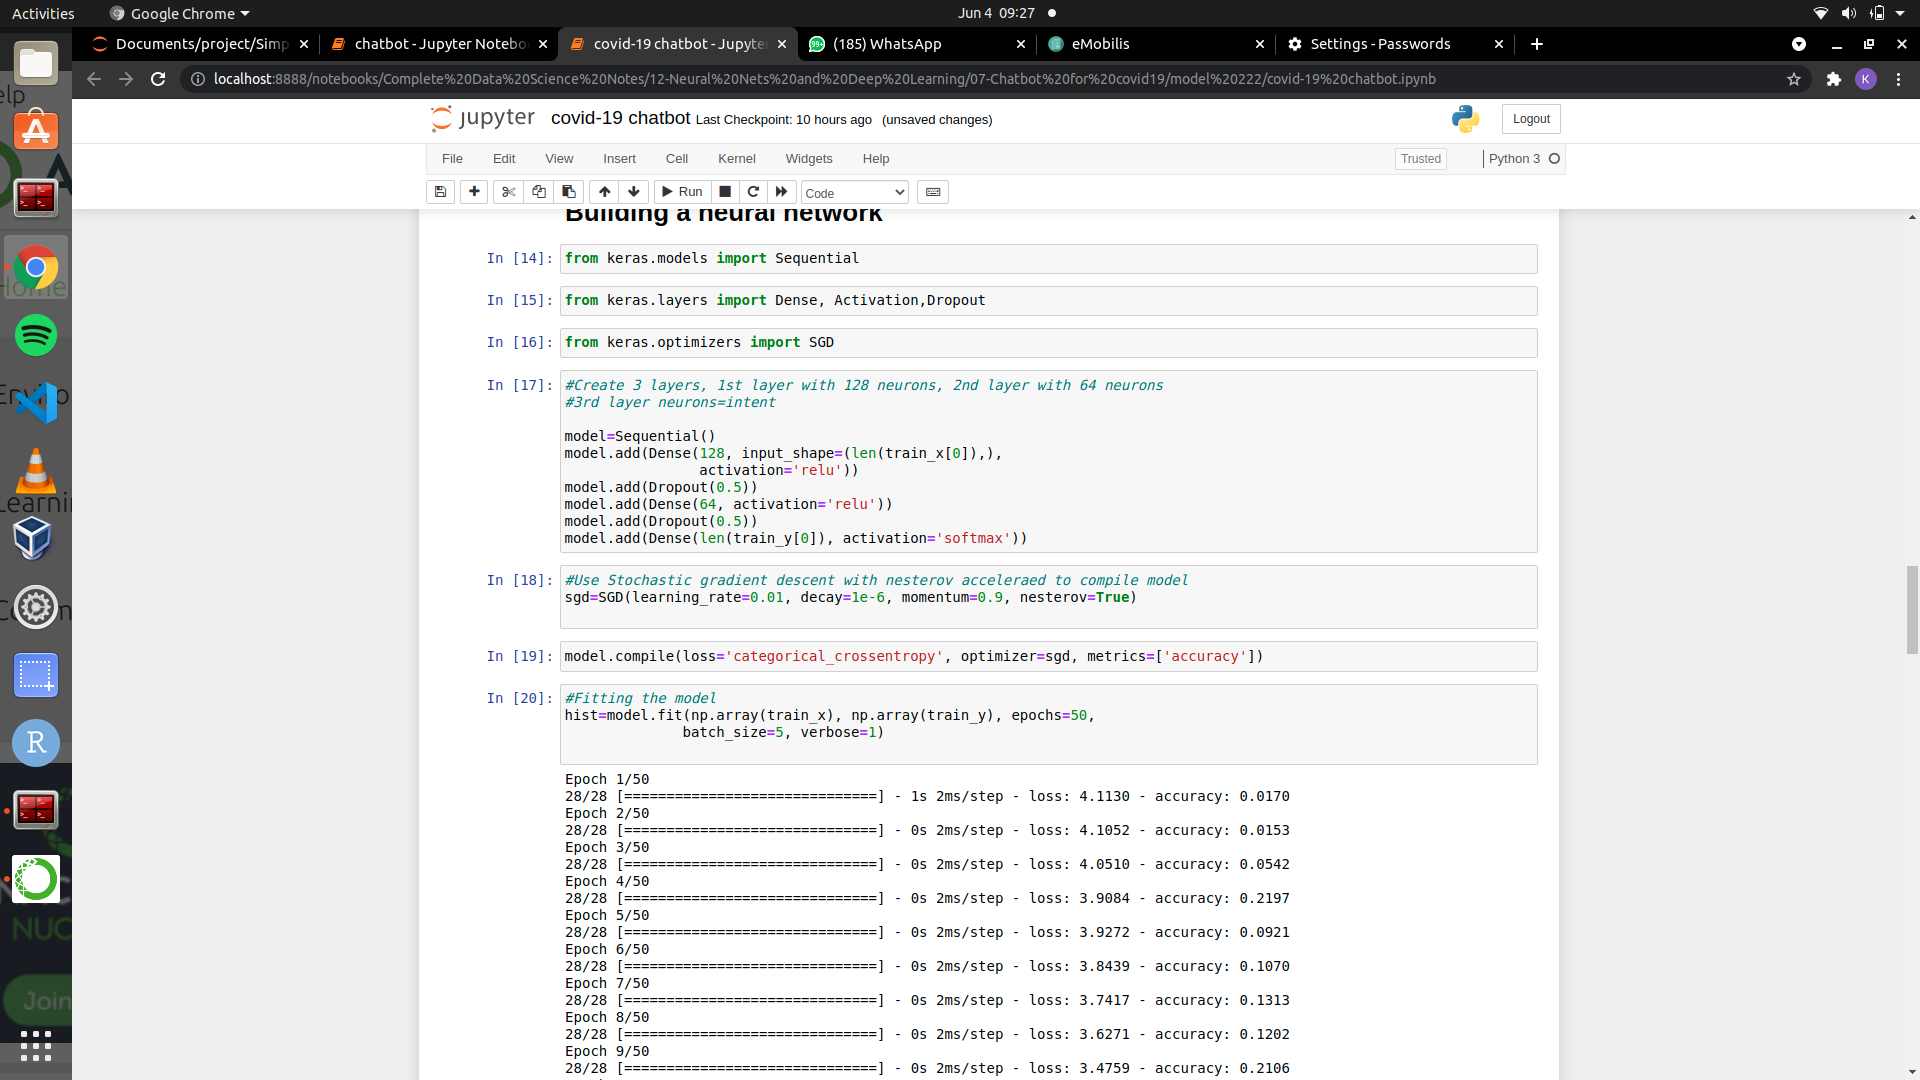 Activities
Google Chrome
Jun 4 09:27
Documents/project/Simp
chatbot - Jupyter Notebo
covid-19 chatbot - Jupyte
(185) WhatsApp
eMobilis
Settings - Passwords
localhost:8888/notebooks/Complete%20Data%20Science%20Notes/12-Neural%20Nets%20and%20Deep%20Learning/07-Chatbot%20for%20covid19/model%20222/covid-19%20chatbot.ipynb
K
jupyter covid-19 chatbot Last Checkpoint: 10 hours ago (unsaved changes)
Logout
File Edit View Insert Cell Kernel Widgets Help
Trusted
Python 3
Run
Code
Building a neural network
In [14]: from keras.models import Sequential
In [15]: from keras.layers import Dense, Activation,Dropout
In [16]: from keras.optimizers import SGD
In [17]: #Create 3 layers, 1st layer with 128 neurons, 2nd layer with 64 neurons
#3rd layer neurons=intent
model=Sequential()
model.add(Dense(128, input_shape=(len(train_x[0]),),
activation='relu'))
model.add(Dropout(0.5))
model.add(Dense(64, activation='relu'))
model.add(Dropout(0.5))
model.add(Dense(len(train_y[0]), activation='softmax'))
In [18]: #Use Stochastic gradient descent with nesterov acceleraed to compile model
sgd=SGD(learning_rate=0.01, decay=1e-6, momentum=0.9, nesterov=True)
In [19]: model.compile(loss='categorical_crossentropy', optimizer=sgd, metrics=['accuracy'])
In [20]: #Fitting the model
hist=model.fit(np.array(train_x), np.array(train_y), epochs=50,
batch_size=5, verbose=1)
Epoch 1/50
28/28 [==============================] - 1s 2ms/step - loss: 4.1130 - accuracy: 0.0170
Epoch 2/50
28/28 [==============================] - 0s 2ms/step - loss: 4.1052 - accuracy: 0.0153
Epoch 3/50
28/28 [==============================] - 0s 2ms/step - loss: 4.0510 - accuracy: 0.0542
Epoch 4/50
28/28 [==============================] - 0s 2ms/step - loss: 3.9084 - accuracy: 0.2197
Epoch 5/50
28/28 [==============================] - 0s 2ms/step - loss: 3.9272 - accuracy: 0.0921
Epoch 6/50
28/28 [==============================] - 0s 2ms/step - loss: 3.8439 - accuracy: 0.1070
Epoch 7/50
28/28 [==============================] - 0s 2ms/step - loss: 3.7417 - accuracy: 0.1313
Epoch 8/50
28/28 [==============================] - 0s 2ms/step - loss: 3.6271 - accuracy: 0.1202
Epoch 9/50
28/28 [==============================] - 0s 2ms/step - loss: 3.4759 - accuracy: 0.2106
Home
R
NUC
Join